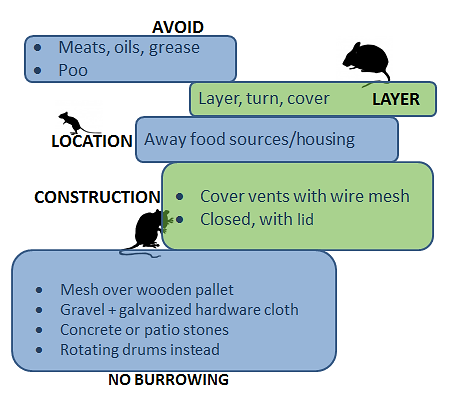 AVOID
• Meats, oils, grease
• Poo
Layer, turn, cover LAYER
LOCATION Away food sources/housing
CONSTRUCTION
• Cover vents with wire mesh
• Closed, with lid
• Mesh over wooden pallet
• Gravel + galvanized hardware cloth
• Concrete or patio stones
• Rotating drums instead
NO BURROWING